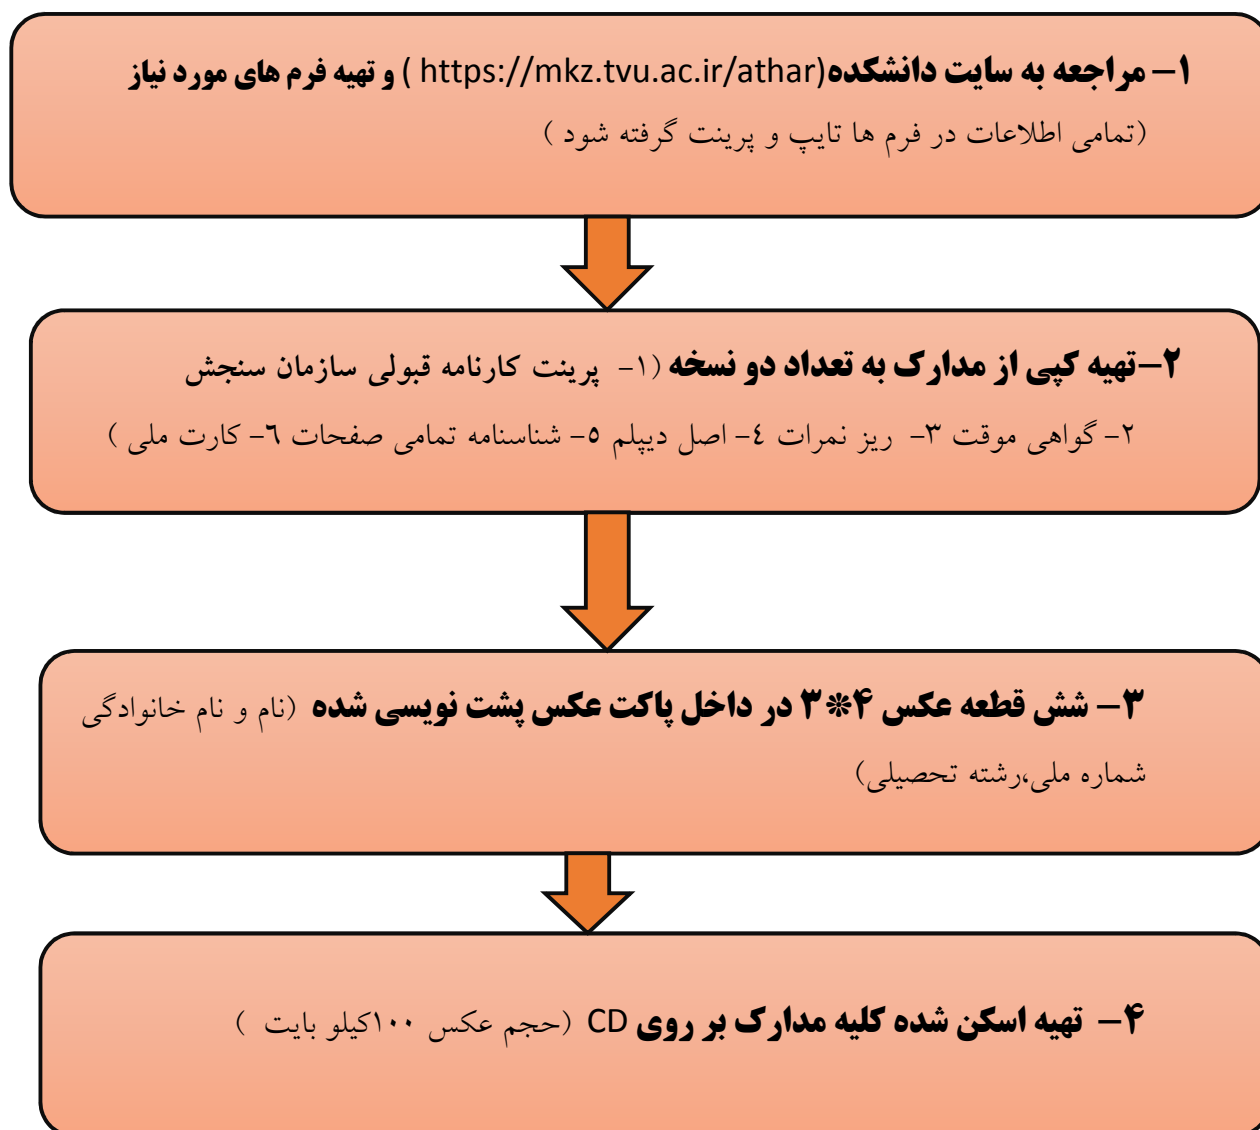 ۱- مراجعه به سایت دانشکده(https://mkz.tvu.ac.ir/athar ) و تهیه فرم های مورد نیاز
(تمامی اطلاعات در فرم ها تایپ و پرینت گرفته شود )
۲-تهیه کپی از مدارک به تعداد دو نسخه (۱- پرینت کارنامه قبولی سازمان سنجش
۲- گواهی موقت ۳- ریز نمرات ٤- اصل دیپلم ٥- شناسنامه تمامی صفحات ٦- کارت ملی )
۳- شش قطعه عکس ۴*۳ در داخل پاکت عکس پشت نویسی شده (نام و نام خانوادگی
شماره ملی،رشته تحصیلی)
۴- تهیه اسکن شده کلیه مدارک بر روی CD (حجم عکس ۱۰۰کیلو بایت )